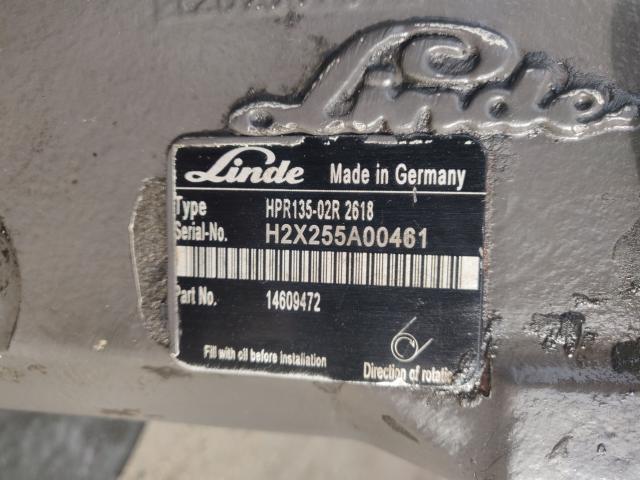 Linde
Linde Made in Germany
Type HPR135-02R 2618
Serial-No. H2X255A00461
Part No. 14609472
Fill with oil before installation
Direction of rotati